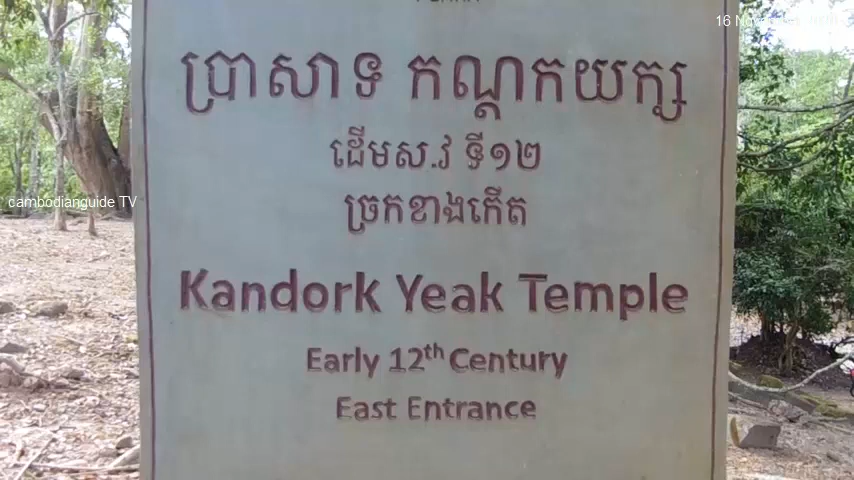 ប្រាសាទ កណ្ដកយក្ស
ដើមស.វ ទី១២
ច្រកខាងកើត
Kandork Yeak Temple
Early 12th Century
East Entrance
cambodianguide TV